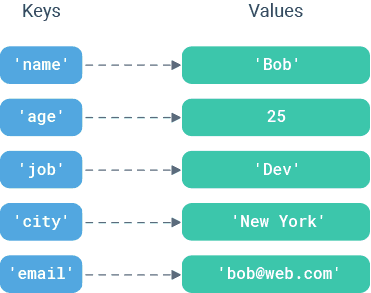 Keys Values
'name' 'Bob'
'age' 25
'job' 'Dev'
'city' 'New York'
'email' 'bob@web.com'